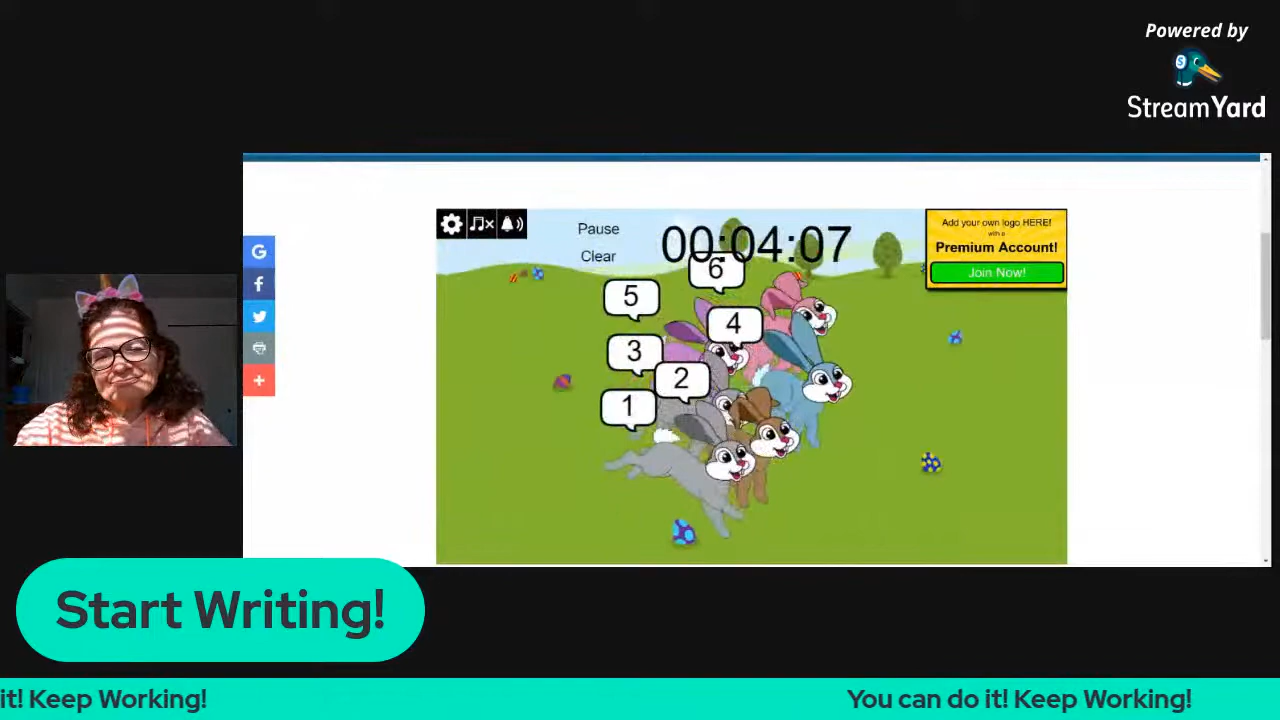 Powered by
StreamYard
Pause
Clear
00:04:07
Add your own logo HERE!
with a
Premium Account!
Join Now!
6
5
4
3
2
1
Start Writing!
it! Keep Working!
You can do it! Keep Working!